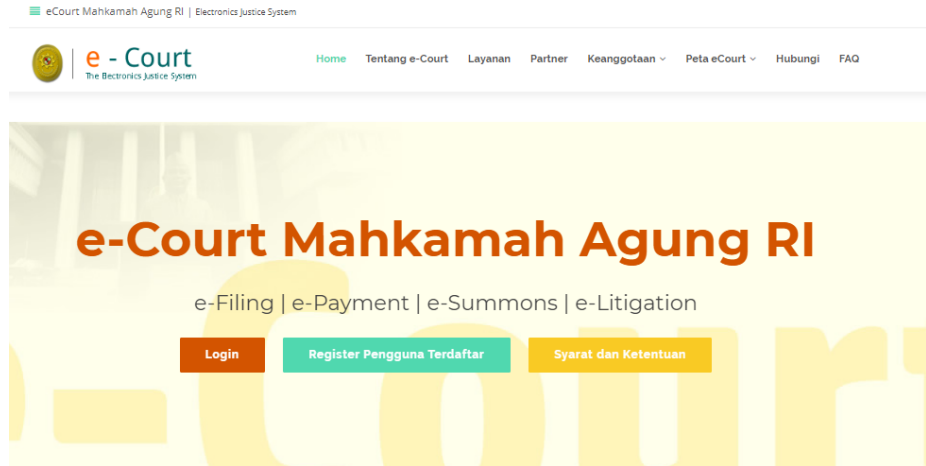 eCourt Mahkamah Agung RI | Electronics Justice System
e - Court
The Electronics Justice System
Home Tentang e-Court Layanan Partner Keanggotaan Peta eCourt Hubungi FAQ
e-Court Mahkamah Agung RI
e-Filing | e-Payment | e-Summons | e-Litigation
Login Register Pengguna Terdaftar Syarat dan Ketentuan
e-Court